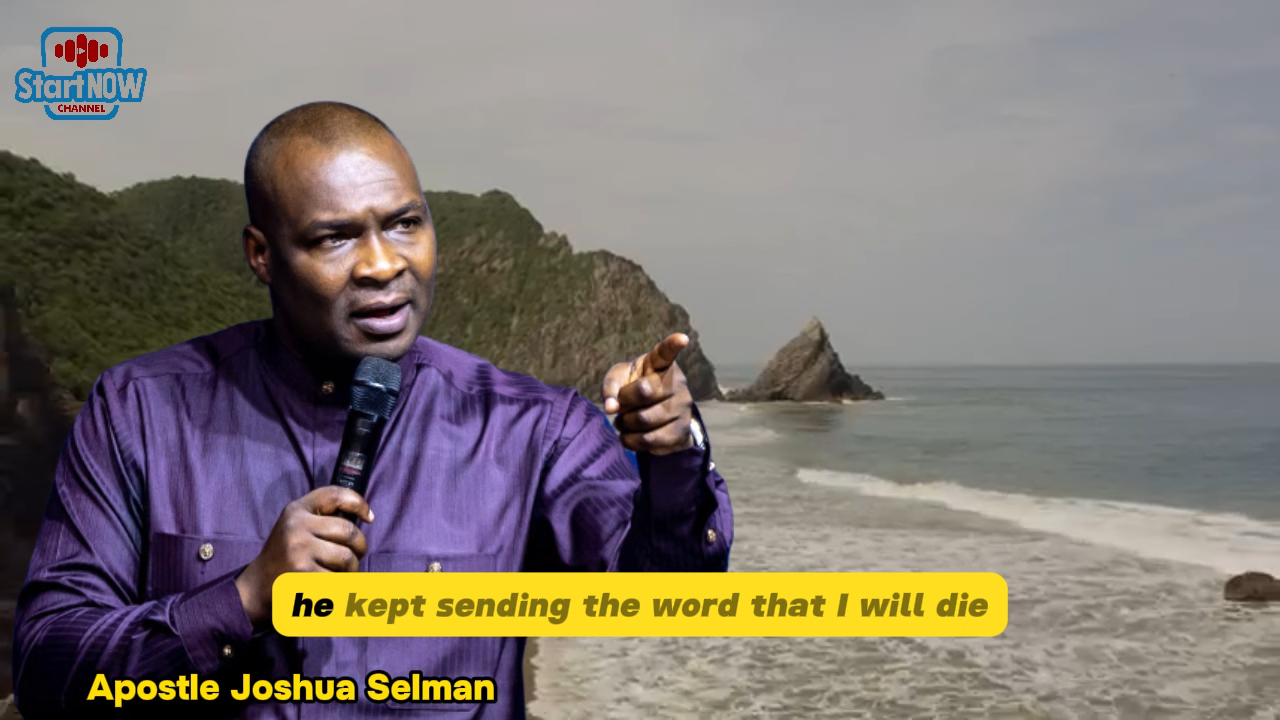 StartNOW
CHANNEL
he kept sending the word that I will die
Apostle Joshua Selman